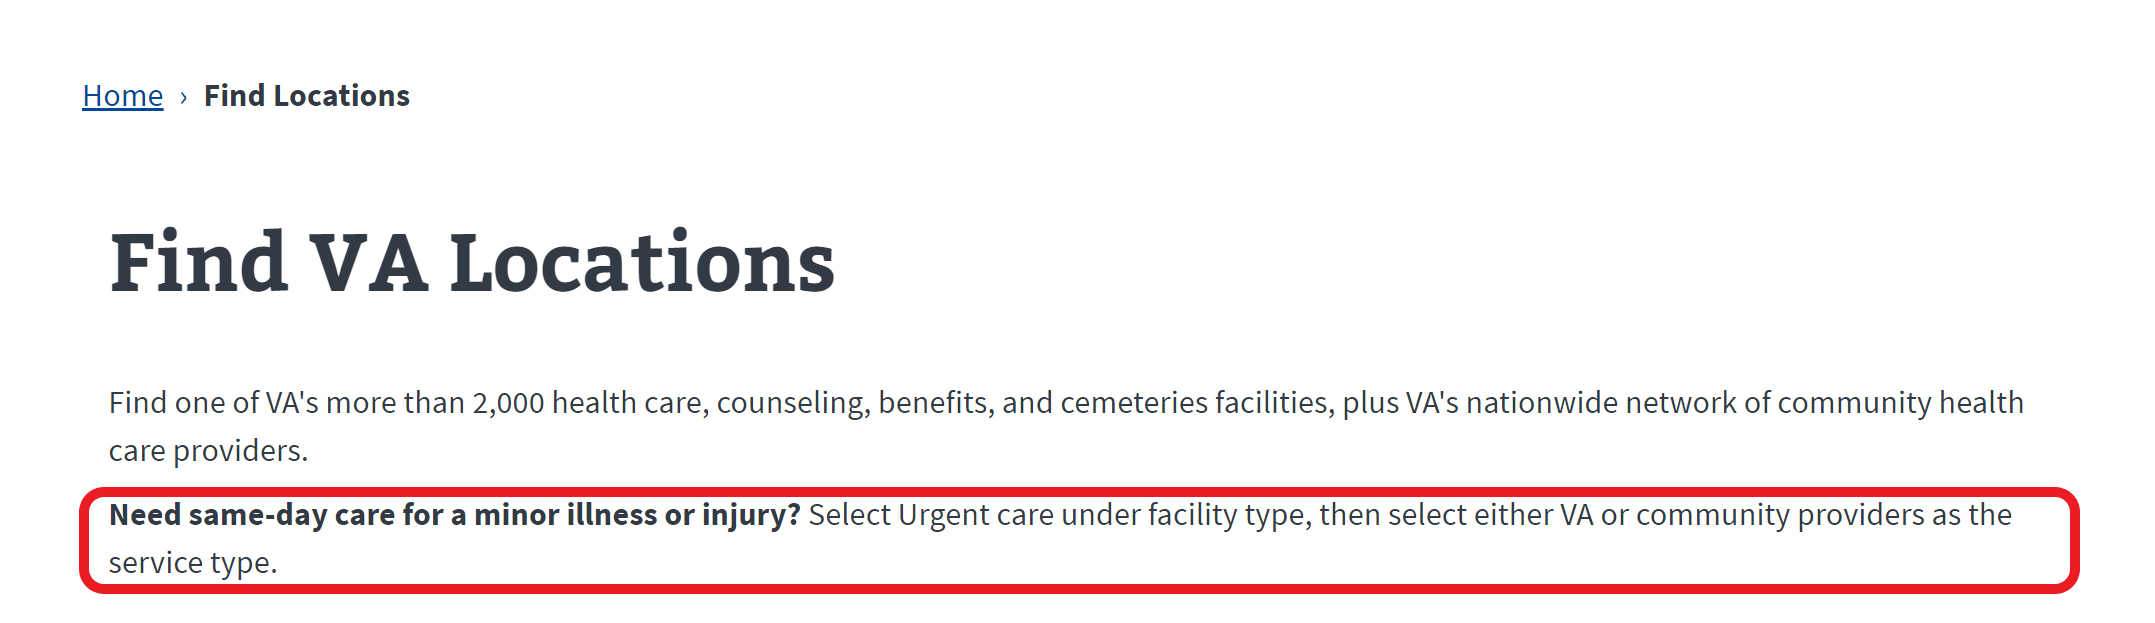 Home › Find Locations
Find VA Locations
Find one of VA's more than 2,000 health care, counseling, benefits, and cemeteries facilities, plus VA's nationwide network of community health
care providers.
Need same-day care for a minor illness or injury? Select Urgent care under facility type, then select either VA or community providers as the
service type.